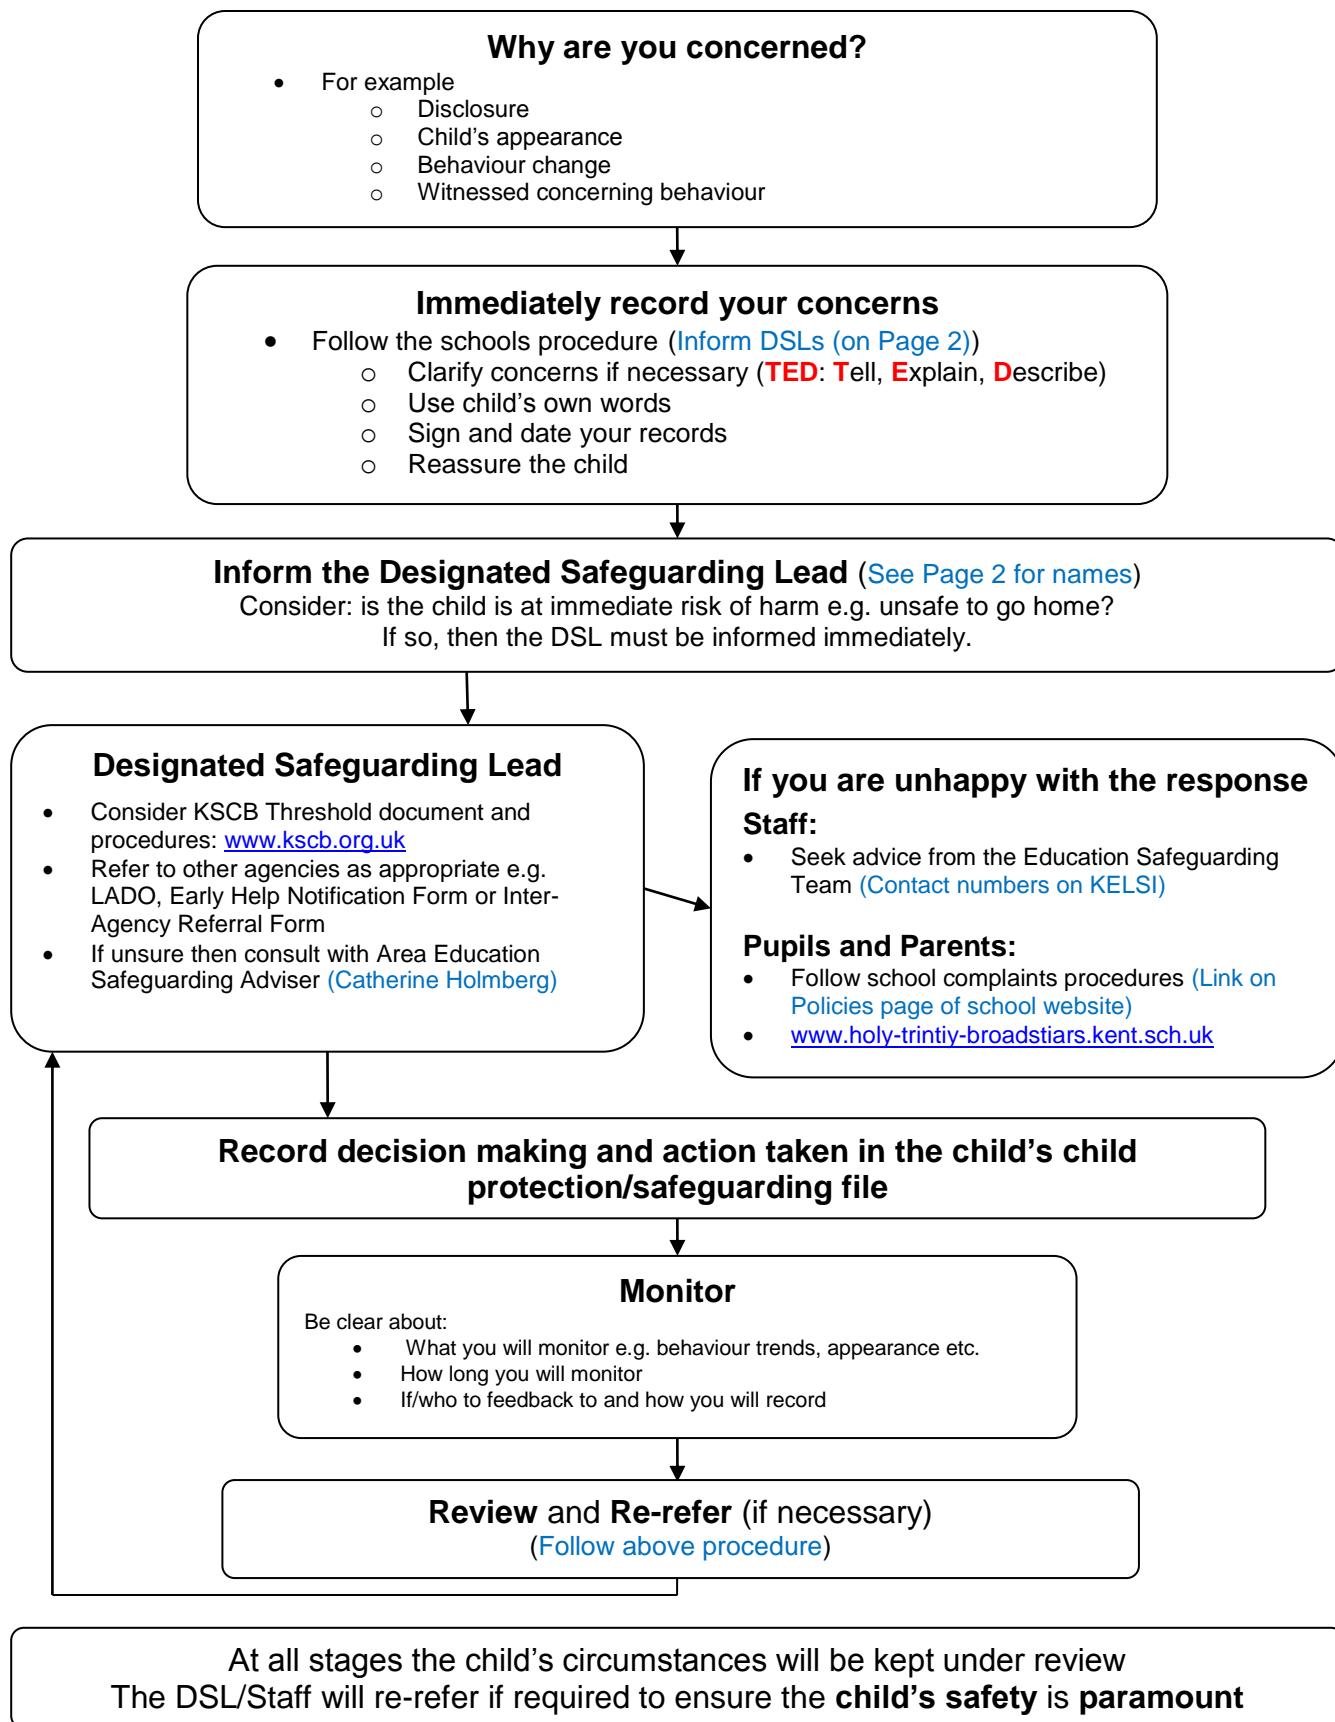 Why are you concerned?
• For example
o Disclosure
o Child's appearance
o Behaviour change
o Witnessed concerning behaviour
Immediately record your concerns
• Follow the schools procedure (Inform DSLs (on Page 2))
o Clarify concerns if necessary (TED: Tell, Explain, Describe)
o Use child's own words
o Sign and date your records
o Reassure the child
Inform the Designated Safeguarding Lead (See Page 2 for names)
Consider: is the child is at immediate risk of harm e.g. unsafe to go home?
If so, then the DSL must be informed immediately.
Designated Safeguarding Lead
• Consider KSCB Threshold document and
procedures: www.kscb.org.uk
• Refer to other agencies as appropriate e.g.
LADO, Early Help Notification Form or Inter-
Agency Referral Form
• If unsure then consult with Area Education
Safeguarding Adviser (Catherine Holmberg)
If you are unhappy with the response
Staff:
• Seek advice from the Education Safeguarding
Team (Contact numbers on KELSI)
Pupils and Parents:
• Follow school complaints procedures (Link on
Policies page of school website)
• www.holy-trintiy-broadstiars.kent.sch.uk
Record decision making and action taken in the child's child
protection/safeguarding file
Monitor
Be clear about:
• What you will monitor e.g. behaviour trends, appearance etc.
• How long you will monitor
• If/who to feedback to and how you will record
Review and Re-refer (if necessary)
(Follow above procedure)
At all stages the child's circumstances will be kept under review
The DSL/Staff will re-refer if required to ensure the child's safety is paramount